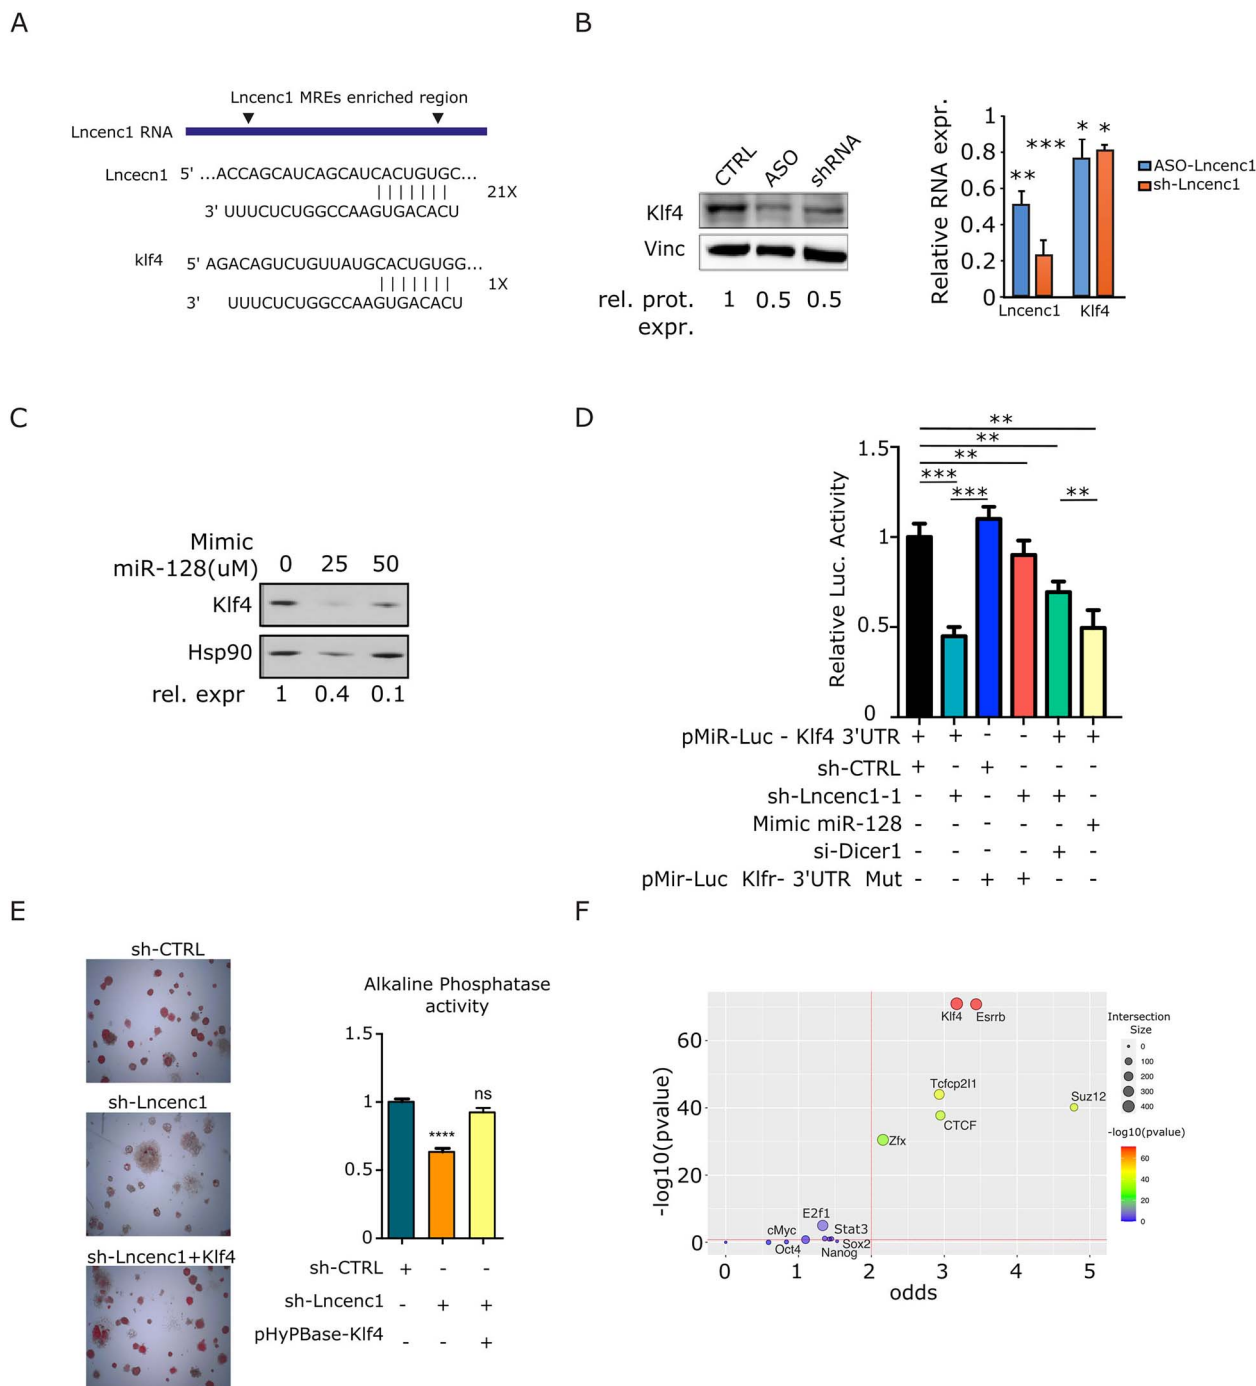 A
Lncenc1 MREs enriched region
Lncenc1 RNA
Lncecn1 5' ...ACCAGCAUCAGCAUCACUGUGC...
21X
3' UUUCUCUGGCCAAGUGACACU
klf4 5' AGACAGUCUGUUAUGCACUGUGG...
1X
3' UUUCUCUGGCCAAGUGACACU
B
CTRL ASO shRNA
Klf4
Vinc
rel. prot. 1 0.5 0.5
expr.
Relative RNA expr.
1
0.8
0.6
0.4
0.2
0
** *** * *
Lncenc1 Klf4
ASO-Lncenc1
sh-Lncenc1
C
Mimic
miR-128(uM) 0 25 50
Klf4
Hsp90
rel. expr 1 0.4 0.1
D
Relative Luc. Activity
1.5
1
0.5
0
**
**
**
***
*** **
pMiR-Luc - Klf4 3'UTR + + - - + +
sh-CTRL + - + - - -
sh-Lncenc1-1 - + - + + -
Mimic miR-128 - - - - - +
si-Dicer1 - - - - + -
pMir-Luc Klfr- 3'UTR Mut - - + + - -
E
sh-CTRL
sh-Lncenc1
sh-Lncenc1+Klf4
Alkaline Phosphatase
activity
1.5
1
0.5
0
****
ns
sh-CTRL + - -
sh-Lncenc1 - + +
pHyPBase-Klf4 - - +
F
-log10(pvalue)
60
40
20
0
Klf4 Esrrb
Tcfcp2l1
Suz12
CTCF
Zfx
E2f1
cMyc Stat3
Oct4 Nanog Sox2
0 1 2 3 4 5
odds
Intersection
Size
0
100
200
300
400
-log10(pvalue)
60
40
20
0